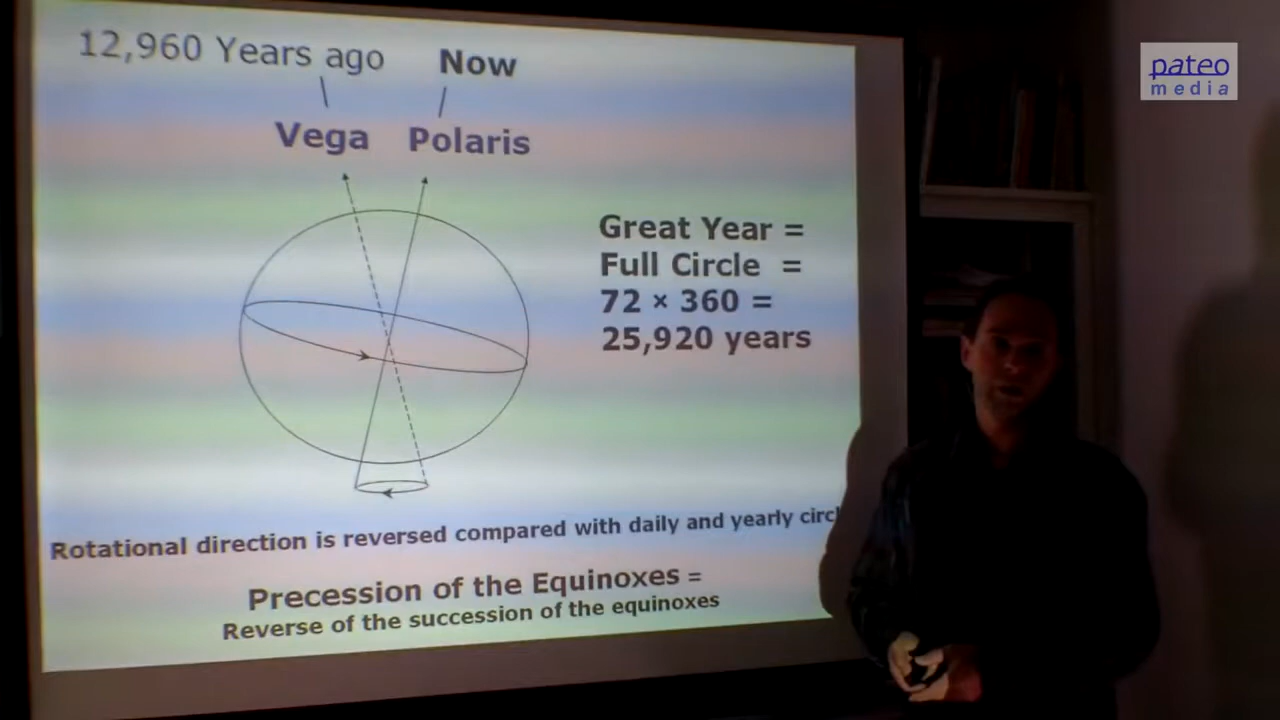 12,960 Years ago
Now
Vega
Polaris
Great Year =
Full Circle =
72 × 360 =
25,920 years
Rotational direction is reversed compared with daily and yearly
Precession of the Equinoxes =
Reverse of the succession of the equinoxes
pateo
media